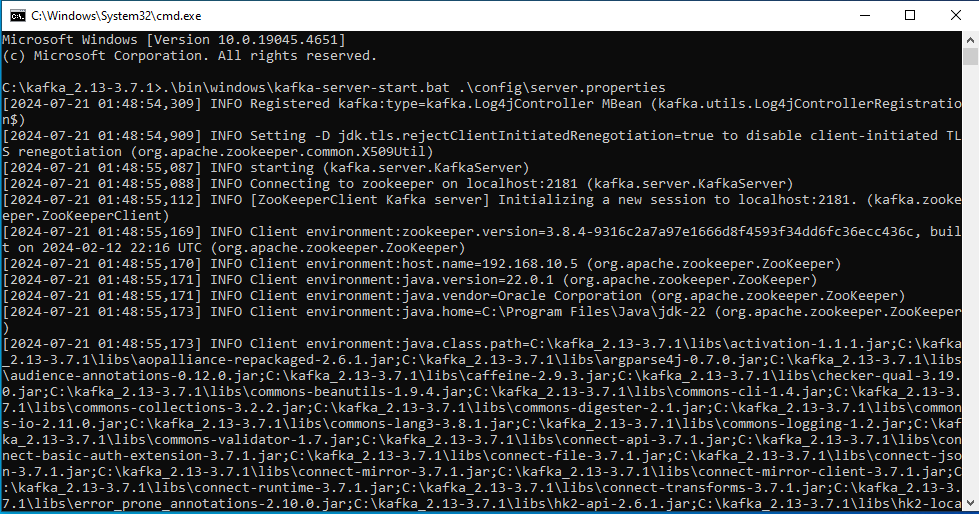 C:\Windows\System32\cmd.exe
Microsoft Windows [Version 10.0.19045.4651]
(c) Microsoft Corporation. All rights reserved.
C:\kafka_2.13-3.7.1>.\bin\windows\kafka-server-start.bat .\config\server.properties
[2024-07-21 01:48:54,309] INFO Registered kafka:type=kafka.Log4jController MBean (kafka.utils.Log4jControllerRegistratio
n$)
[2024-07-21 01:48:54,909] INFO Setting -D jdk.tls.rejectClientInitiatedRenegotiation=true to disable client-initiated TL
S renegotiation (org.apache.zookeeper.common.X509Util)
[2024-07-21 01:48:55,087] INFO starting (kafka.server.KafkaServer)
[2024-07-21 01:48:55,088] INFO Connecting to zookeeper on localhost:2181 (kafka.server.KafkaServer)
[2024-07-21 01:48:55,112] INFO [ZooKeeperClient Kafka server] Initializing a new session to localhost:2181. (kafka.zooke
eper.ZooKeeperClient)
[2024-07-21 01:48:55,169] INFO Client environment:zookeeper.version=3.8.4-9316c2a7a97e1666d8f4593f34dd6fc36ecc436c, buil
t on 2024-02-12 22:16 UTC (org.apache.zookeeper.ZooKeeper)
[2024-07-21 01:48:55,170] INFO Client environment:host.name=192.168.10.5 (org.apache.zookeeper.ZooKeeper)
[2024-07-21 01:48:55,171] INFO Client environment:java.version=22.0.1 (org.apache.zookeeper.ZooKeeper)
[2024-07-21 01:48:55,171] INFO Client environment:java.vendor=Oracle Corporation (org.apache.zookeeper.ZooKeeper)
[2024-07-21 01:48:55,173] INFO Client environment:java.home=C:\Program Files\Java\jdk-22 (org.apache.zookeeper.ZooKeeper
)
[2024-07-21 01:48:55,173] INFO Client environment:java.class.path=C:\kafka_2.13-3.7.1\libs\activation-1.1.1.jar;C:\kafka
_2.13-3.7.1\libs\aopalliance-repackaged-2.6.1.jar;C:\kafka_2.13-3.7.1\libs\argparse4j-0.7.0.jar;C:\kafka_2.13-3.7.1\libs
\audience-annotations-0.12.0.jar;C:\kafka_2.13-3.7.1\libs\caffeine-2.9.3.jar;C:\kafka_2.13-3.7.1\libs\checker-qual-3.19.
0.jar;C:\kafka_2.13-3.7.1\libs\commons-beanutils-1.9.4.jar;C:\kafka_2.13-3.7.1\libs\commons-cli-1.4.jar;C:\kafka_2.13-3.
7.1\libs\commons-collections-3.2.2.jar;C:\kafka_2.13-3.7.1\libs\commons-digester-2.1.jar;C:\kafka_2.13-3.7.1\libs\common
s-io-2.11.0.jar;C:\kafka_2.13-3.7.1\libs\commons-lang3-3.8.1.jar;C:\kafka_2.13-3.7.1\libs\commons-logging-1.2.jar;C:\kaf
ka_2.13-3.7.1\libs\commons-validator-1.7.jar;C:\kafka_2.13-3.7.1\libs\connect-api-3.7.1.jar;C:\kafka_2.13-3.7.1\libs\con
nect-basic-auth-extension-3.7.1.jar;C:\kafka_2.13-3.7.1\libs\connect-file-3.7.1.jar;C:\kafka_2.13-3.7.1\libs\connect-jso
n-3.7.1.jar;C:\kafka_2.13-3.7.1\libs\connect-mirror-3.7.1.jar;C:\kafka_2.13-3.7.1\libs\connect-mirror-client-3.7.1.jar;C
:\kafka_2.13-3.7.1\libs\connect-runtime-3.7.1.jar;C:\kafka_2.13-3.7.1\libs\connect-transforms-3.7.1.jar;C:\kafka_2.13-3.
7.1\libs\error_prone_annotations-2.10.0.jar;C:\kafka_2.13-3.7.1\libs\hk2-api-2.6.1.jar;C:\kafka_2.13-3.7.1\libs\hk2-loca